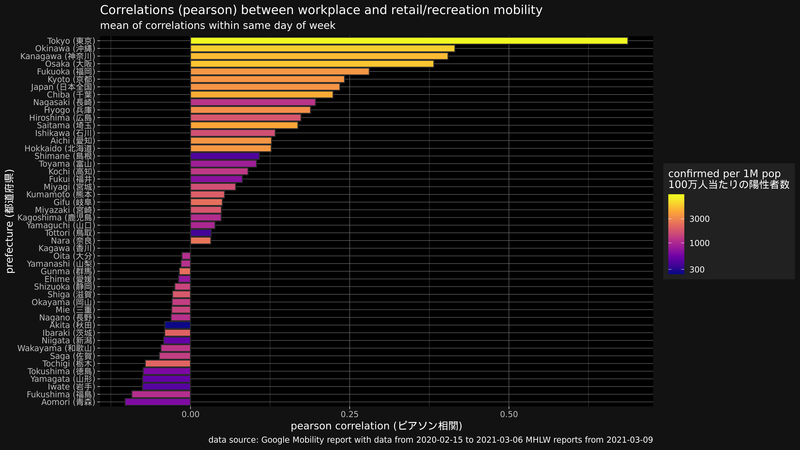 Correlations (pearson) between workplace and retail/recreation mobility
mean of correlations within same day of week
Tokyo (東京)
Okinawa (沖縄)
Kanagawa (神奈川)
Osaka (大阪)
Fukuoka (福岡)
Kyoto (京都)
Japan (日本全国)
Chiba (千葉)
Nagasaki (長崎)
Hyogo (兵庫)
Hiroshima (広島)
Saitama (埼玉)
Ishikawa (石川)
Aichi (愛知)
Hokkaido (北海道)
Shimane (島根)
Toyama (富山)
Kochi (高知)
Fukui (福井)
Miyagi (宮城)
Kumamoto (熊本)
Gifu (岐阜)
Miyazaki (宮崎)
Kagoshima (鹿児島)
Yamaguchi (山口)
Tottori (鳥取)
Nara (奈良)
Kagawa (香川)
Oita (大分)
Yamanashi (山梨)
Gunma (群馬)
Ehime (愛媛)
Shizuoka (静岡)
Shiga (滋賀)
Okayama (岡山)
Mie (三重)
Nagano (長野)
Akita (秋田)
Ibaraki (茨城)
Niigata (新潟)
Wakayama (和歌山)
Saga (佐賀)
Tochigi (栃木)
Tokushima (徳島)
Yamagata (山形)
Iwate (岩手)
Fukushima (福島)
Aomori (青森)
prefecture (都道府県)
0.00
0.25
0.50
pearson correlation (ピアソン相関)
data source: Google Mobility report with data from 2020-02-15 to 2021-03-06 MHLW reports from 2021-03-09
confirmed per 1M pop
100万人当たりの陽性者数
3000
1000
300